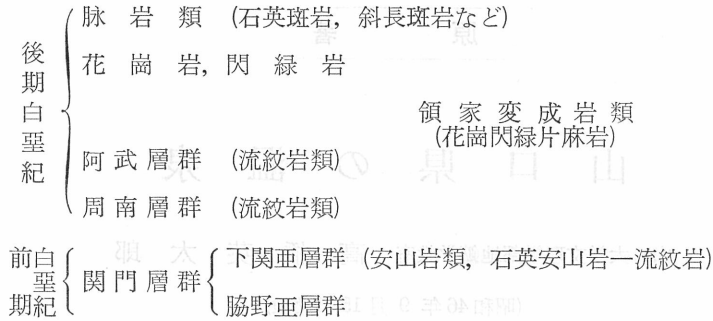 後期白堊紀
脉岩類 (石英斑岩, 斜長斑岩など)
花崗岩, 閃緑岩
領家変成岩類
(花崗閃緑片麻岩)
阿武層群 (流紋岩類)
周南層群 (流紋岩類)
前期白堊紀
関門層群
下関亜層群 (安山岩類, 石英安山岩―流紋岩)
脇野亜層群